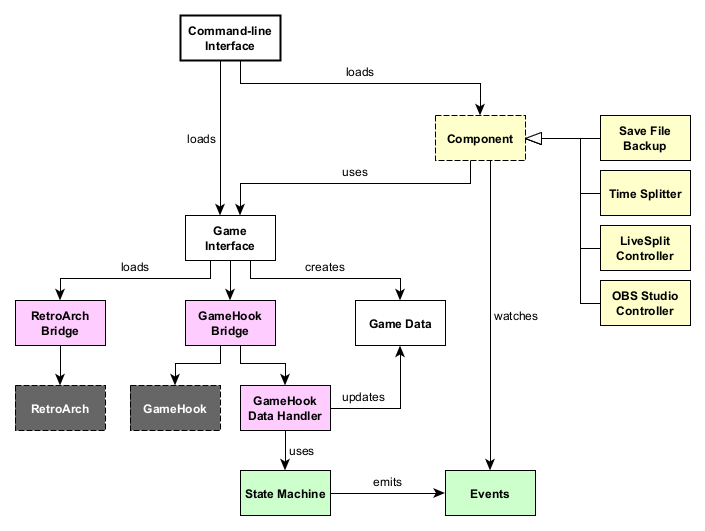 Command-line
Interface
loads
loads
Component
Save File
Backup
uses
Time Splitter
Game
Interface
LiveSplit
Controller
loads
creates
OBS Studio
Controller
RetroArch
Bridge
GameHook
Bridge
Game Data
watches
RetroArch
GameHook
GameHook
Data Handler
updates
uses
State Machine
emits
Events